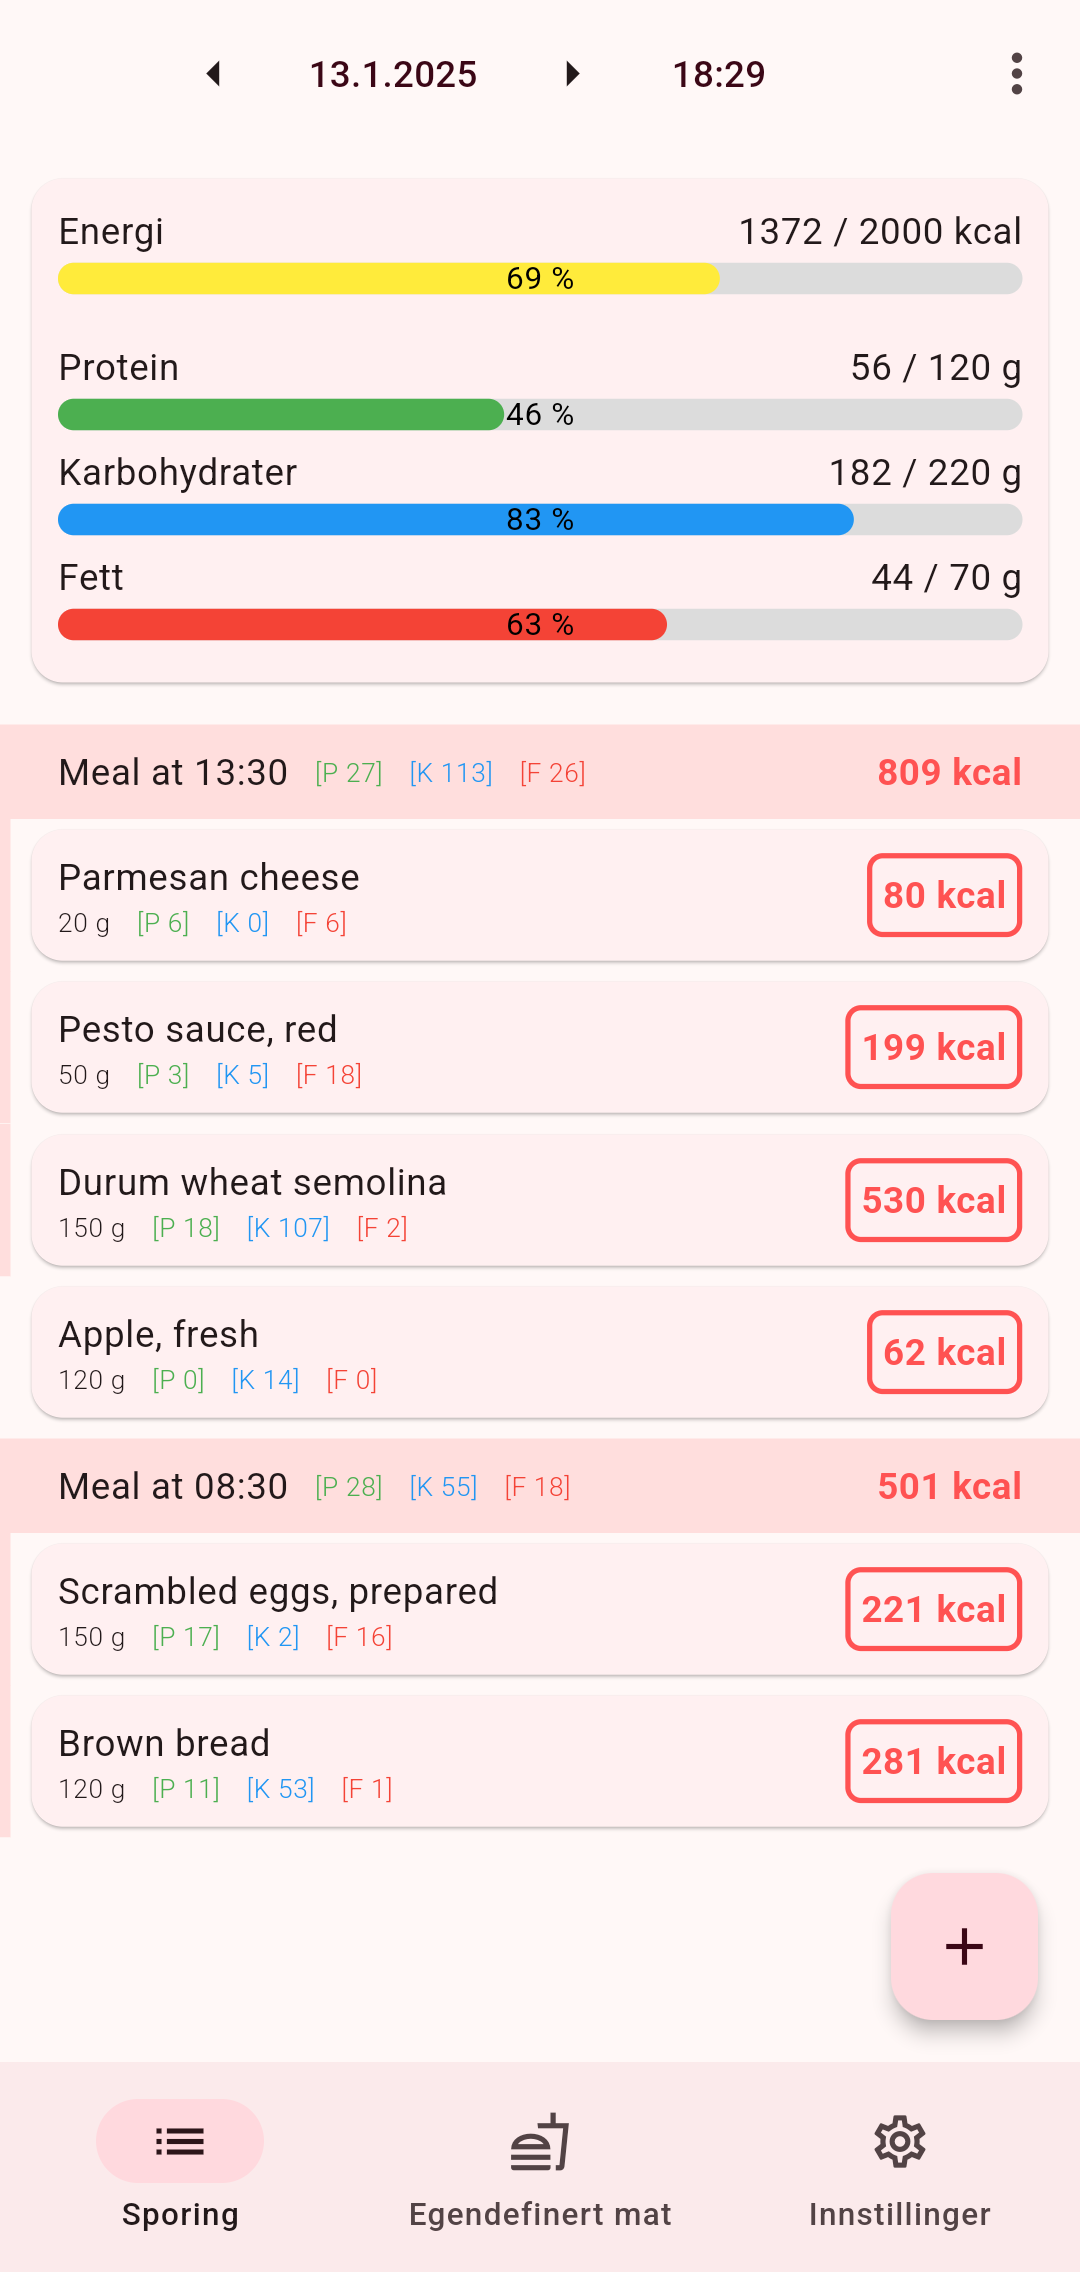 13.1.2025 18:29
Energi 1372 / 2000 kcal
69 %
Protein 56 / 120 g
46 %
Karbohydrater 182 / 220 g
83 %
Fett 44 / 70 g
63 %
Meal at 13:30 [P 27] [K 113] [F 26] 809 kcal
Parmesan cheese
20 g [P 6] [K 0] [F 6]
80 kcal
Pesto sauce, red
50 g [P 3] [K 5] [F 18]
199 kcal
Durum wheat semolina
150 g [P 18] [K 107] [F 2]
530 kcal
Apple, fresh
120 g [P 0] [K 14] [F 0]
62 kcal
Meal at 08:30 [P 28] [K 55] [F 18] 501 kcal
Scrambled eggs, prepared
150 g [P 17] [K 2] [F 16]
221 kcal
Brown bread
120 g [P 11] [K 53] [F 1]
281 kcal
Sporing Egendefinert mat Innstillinger